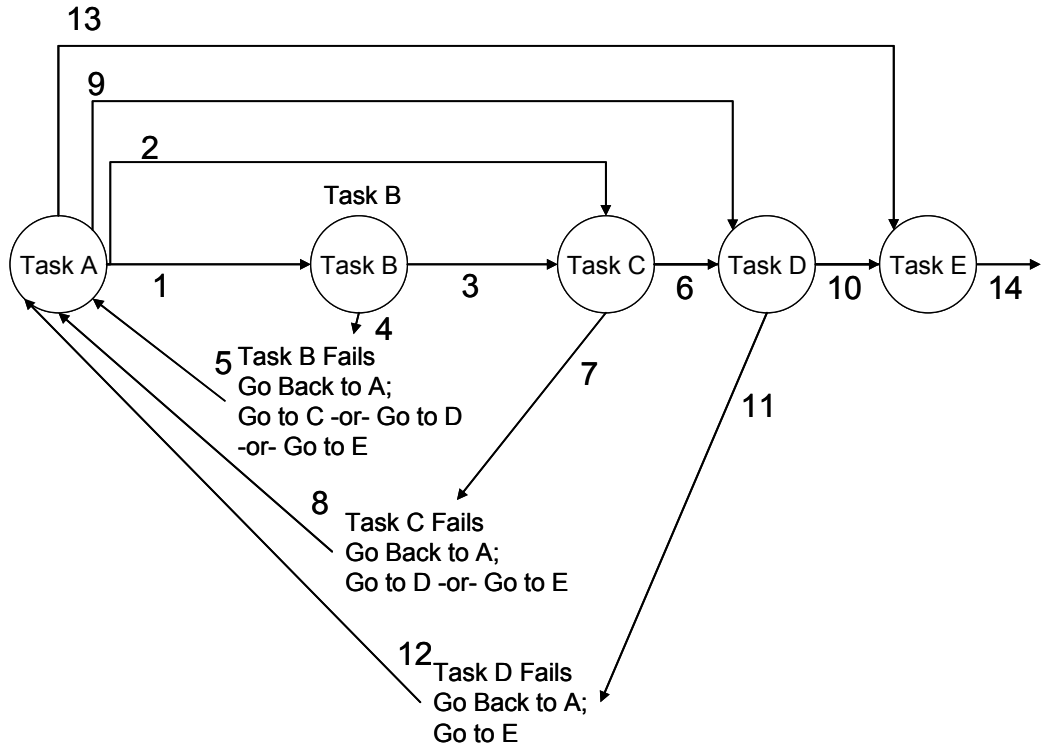 13
9
2
Task B
Task A
Task B
Task C
Task D
Task E
1
3
6
10
14
4
5
Task B Fails
Go Back to A;
Go to C -or- Go to D
-or- Go to E
7
11
8
Task C Fails
Go Back to A;
Go to D -or- Go to E
12
Task D Fails
Go Back to A;
Go to E